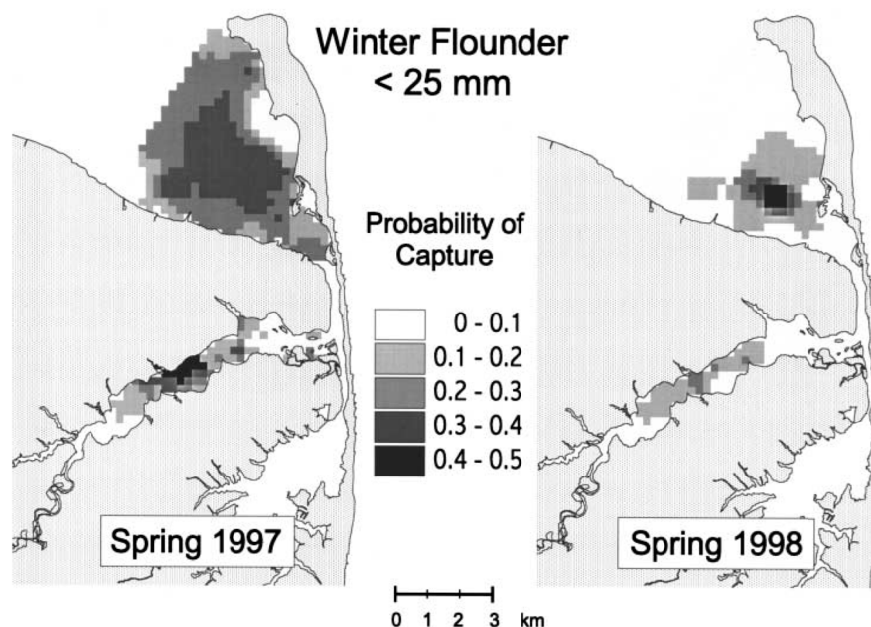 Winter Flounder
< 25 mm
Probability of
Capture
0 - 0.1
0.1 - 0.2
0.2 - 0.3
0.3 - 0.4
0.4 - 0.5
Spring 1997
Spring 1998
0 1 2 3 km